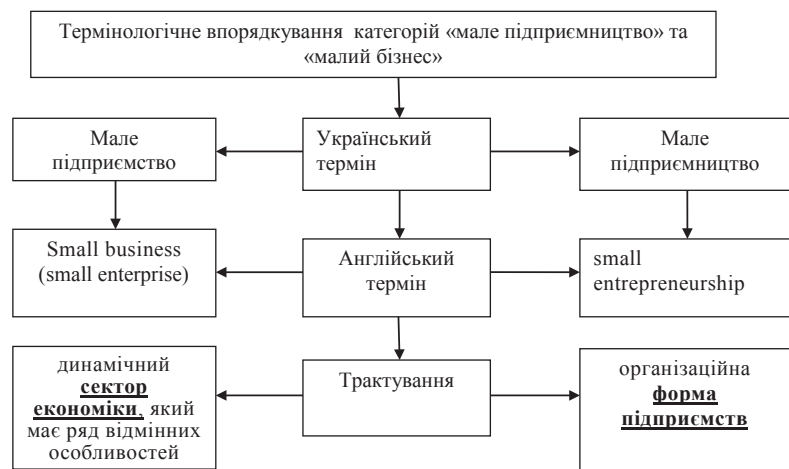 Термінологічне впорядкування категорій «мале підприємництво» та
«малий бізнес»
Мале
підприємство
Український
термін
Мале
підприємництво
Small business
(small enterprise)
Англійський
термін
small
entrepreneurship
динамічний
сектор
економіки, який
має ряд відмінних
особливостей
Трактування
організаційна
форма
підприємств